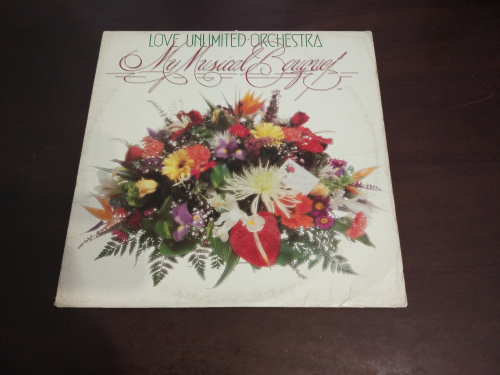 LOVE UNLIMITED·ORCHESTRA
My Musical Bouquet